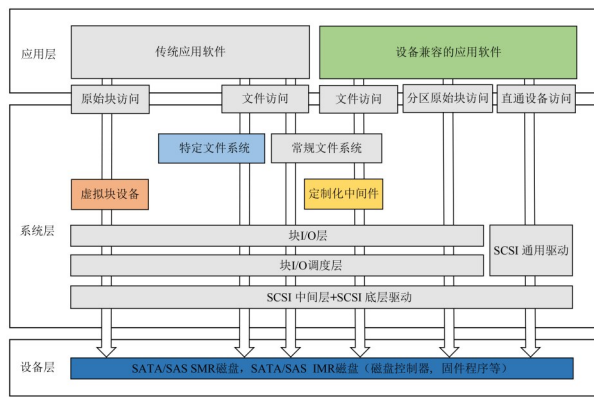 应用层
传统应用软件
设备兼容的应用软件
原始块访问
文件访问
文件访问
分区原始块访问
直通设备访问
系统层
特定文件系统
常规文件系统
虚拟块设备
定制化中间件
块I/O层
SCSI 通用驱动
块I/O调度层
SCSI 中间层+SCSI 底层驱动
设备层
SATA/SAS SMR磁盘，SATA/SAS IMR磁盘（磁盘控制器, 固件程序等）